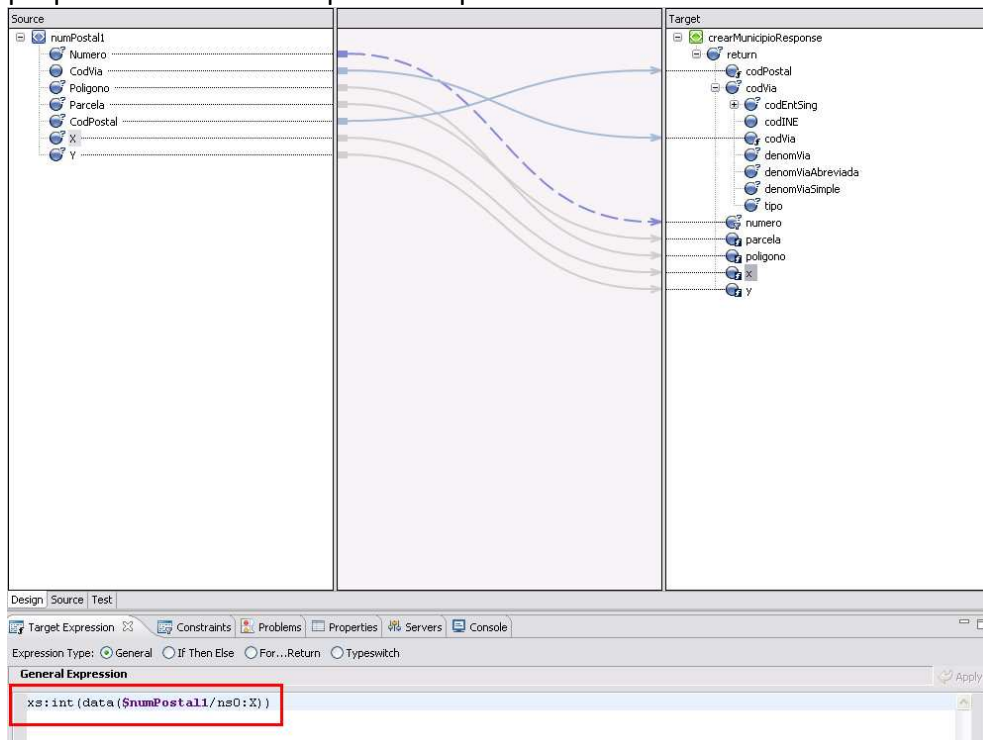 Source
Target
numPostal1
Numero
CodVia
Poligono
Parcela
CodPostal
X
Y
crearMunicipioResponse
return
codPostal
codVia
codEntSing
codINE
codVia
denomVia
denomViaAbreviada
denomViaSimple
tipo
numero
parcela
poligono
x
y
Design Source Test
Target Expression Constraints Problems Properties Servers Console
Expression Type: General If Then Else For...Return Typeswitch
General Expression Apply
xs:int(data($numPostal1/ns0:X))